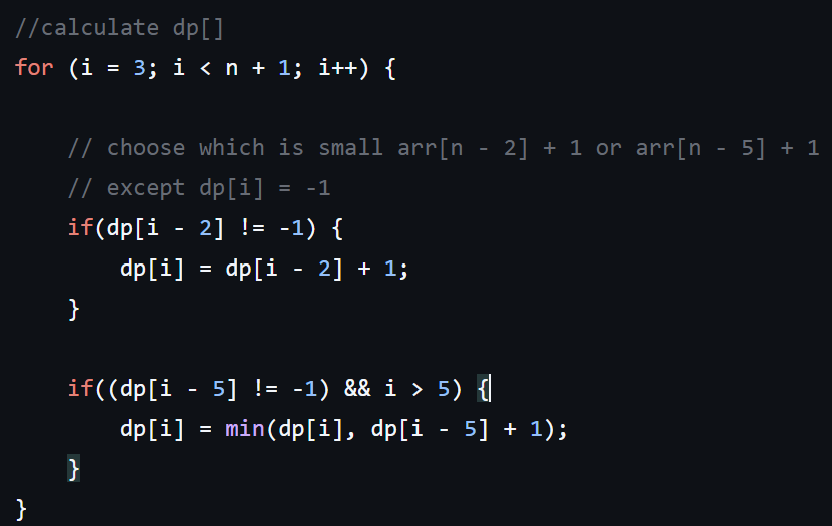 //calculate dp[]
for (i = 3; i < n + 1; i++) {
// choose which is small arr[n - 2] + 1 or arr[n - 5] + 1
// except dp[i] = -1
if(dp[i - 2] != -1) {
dp[i] = dp[i - 2] + 1;
}
if((dp[i - 5] != -1) && i > 5) {
dp[i] = min(dp[i], dp[i - 5] + 1);
}
}